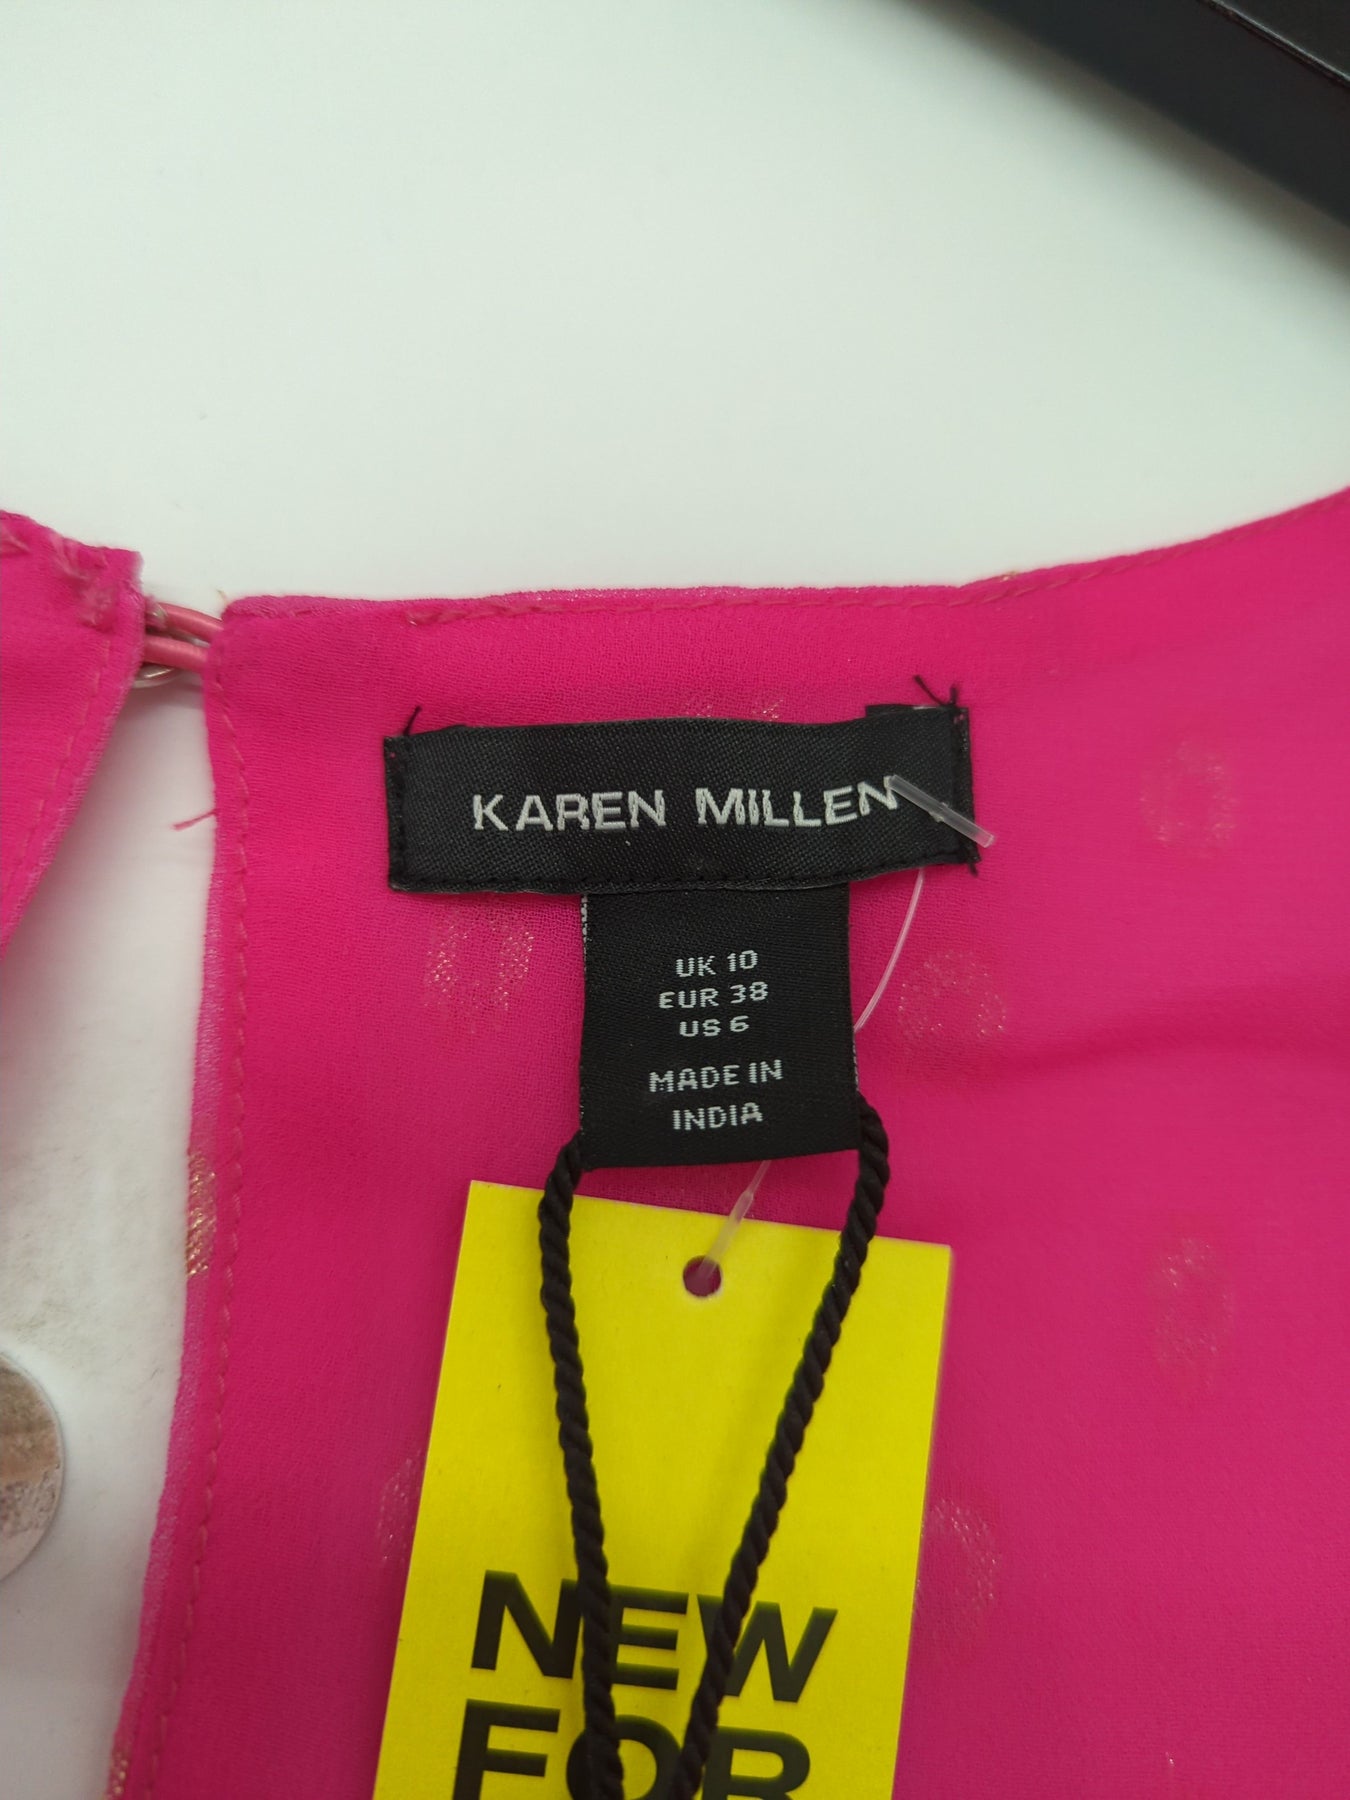 KAREN MILLEN
UK 10
EUR 38
US 6
MADE IN
INDIA
NEW
FOR